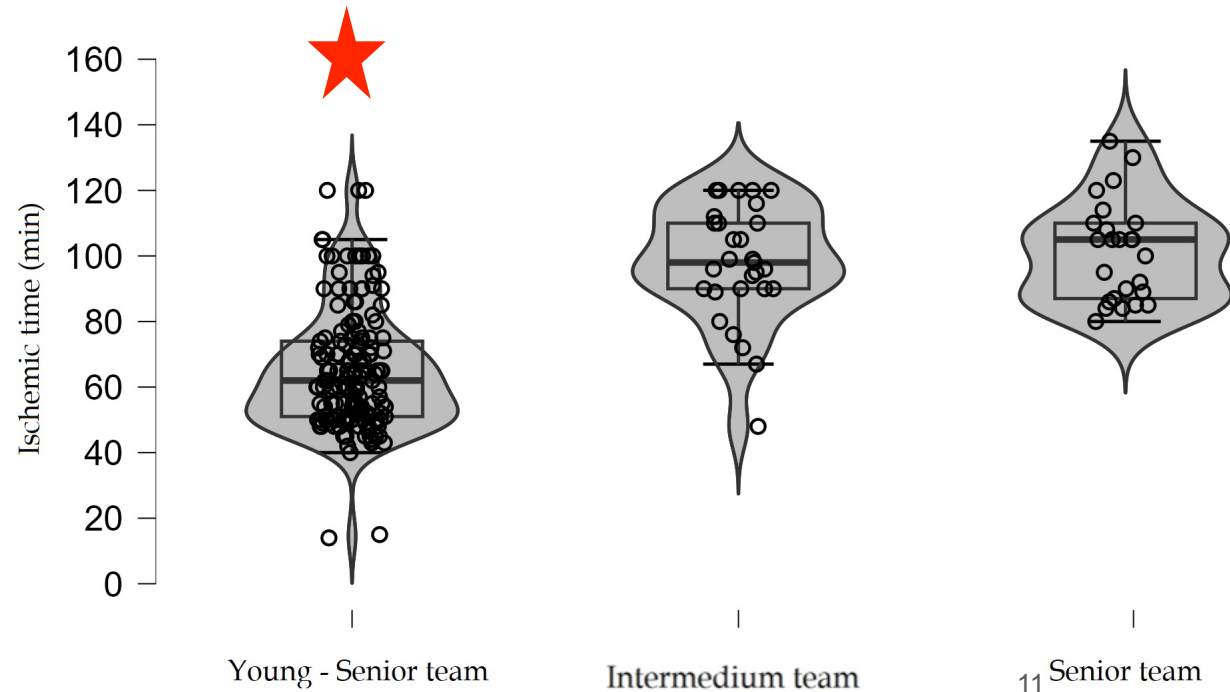 160
140
120
100
80
60
40
20
0
Ischemic time (min)
Young - Senior team
Intermedium team
Senior team
11